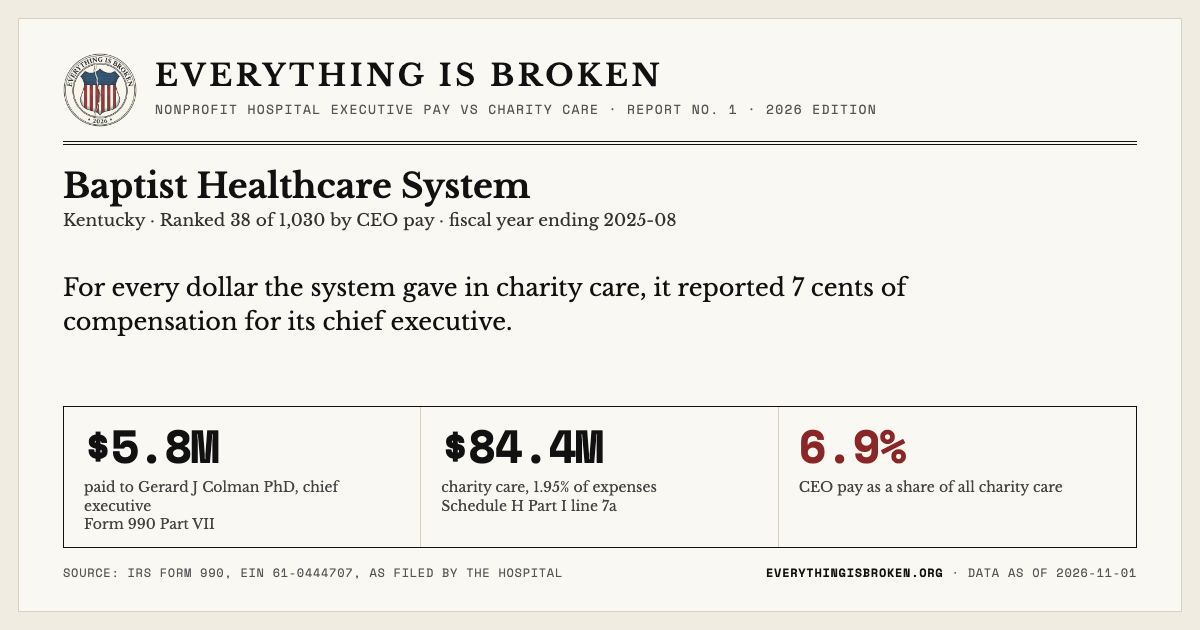 EVERYTHING IS BROKEN
2026
EVERYTHING IS BROKEN
NONPROFIT HOSPITAL EXECUTIVE PAY VS CHARITY CARE · REPORT NO. 1 · 2026 EDITION
Baptist Healthcare System
Kentucky · Ranked 38 of 1,030 by CEO pay · fiscal year ending 2025-08
For every dollar the system gave in charity care, it reported 7 cents of
compensation for its chief executive.
$5.8M
paid to Gerard J Colman PhD, chief
executive
Form 990 Part VII
$84.4M
charity care, 1.95% of expenses
Schedule H Part I line 7a
6.9%
CEO pay as a share of all charity care
SOURCE: IRS FORM 990, EIN 61-0444707, AS FILED BY THE HOSPITAL
EVERYTHINGISBROKEN.ORG · DATA AS OF 2026-11-01